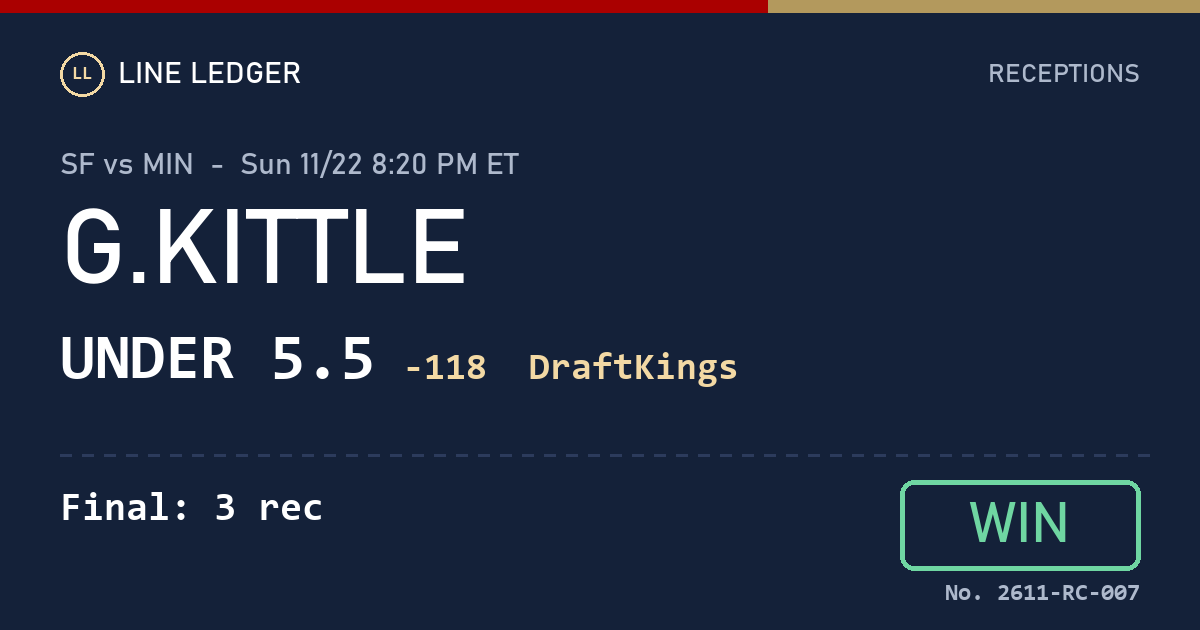 LL LINE LEDGER RECEPTIONS
SF vs MIN - Sun 11/22 8:20 PM ET
G.KITTLE
UNDER 5.5 -118 DraftKings
Final: 3 rec
WIN
No. 2611-RC-007